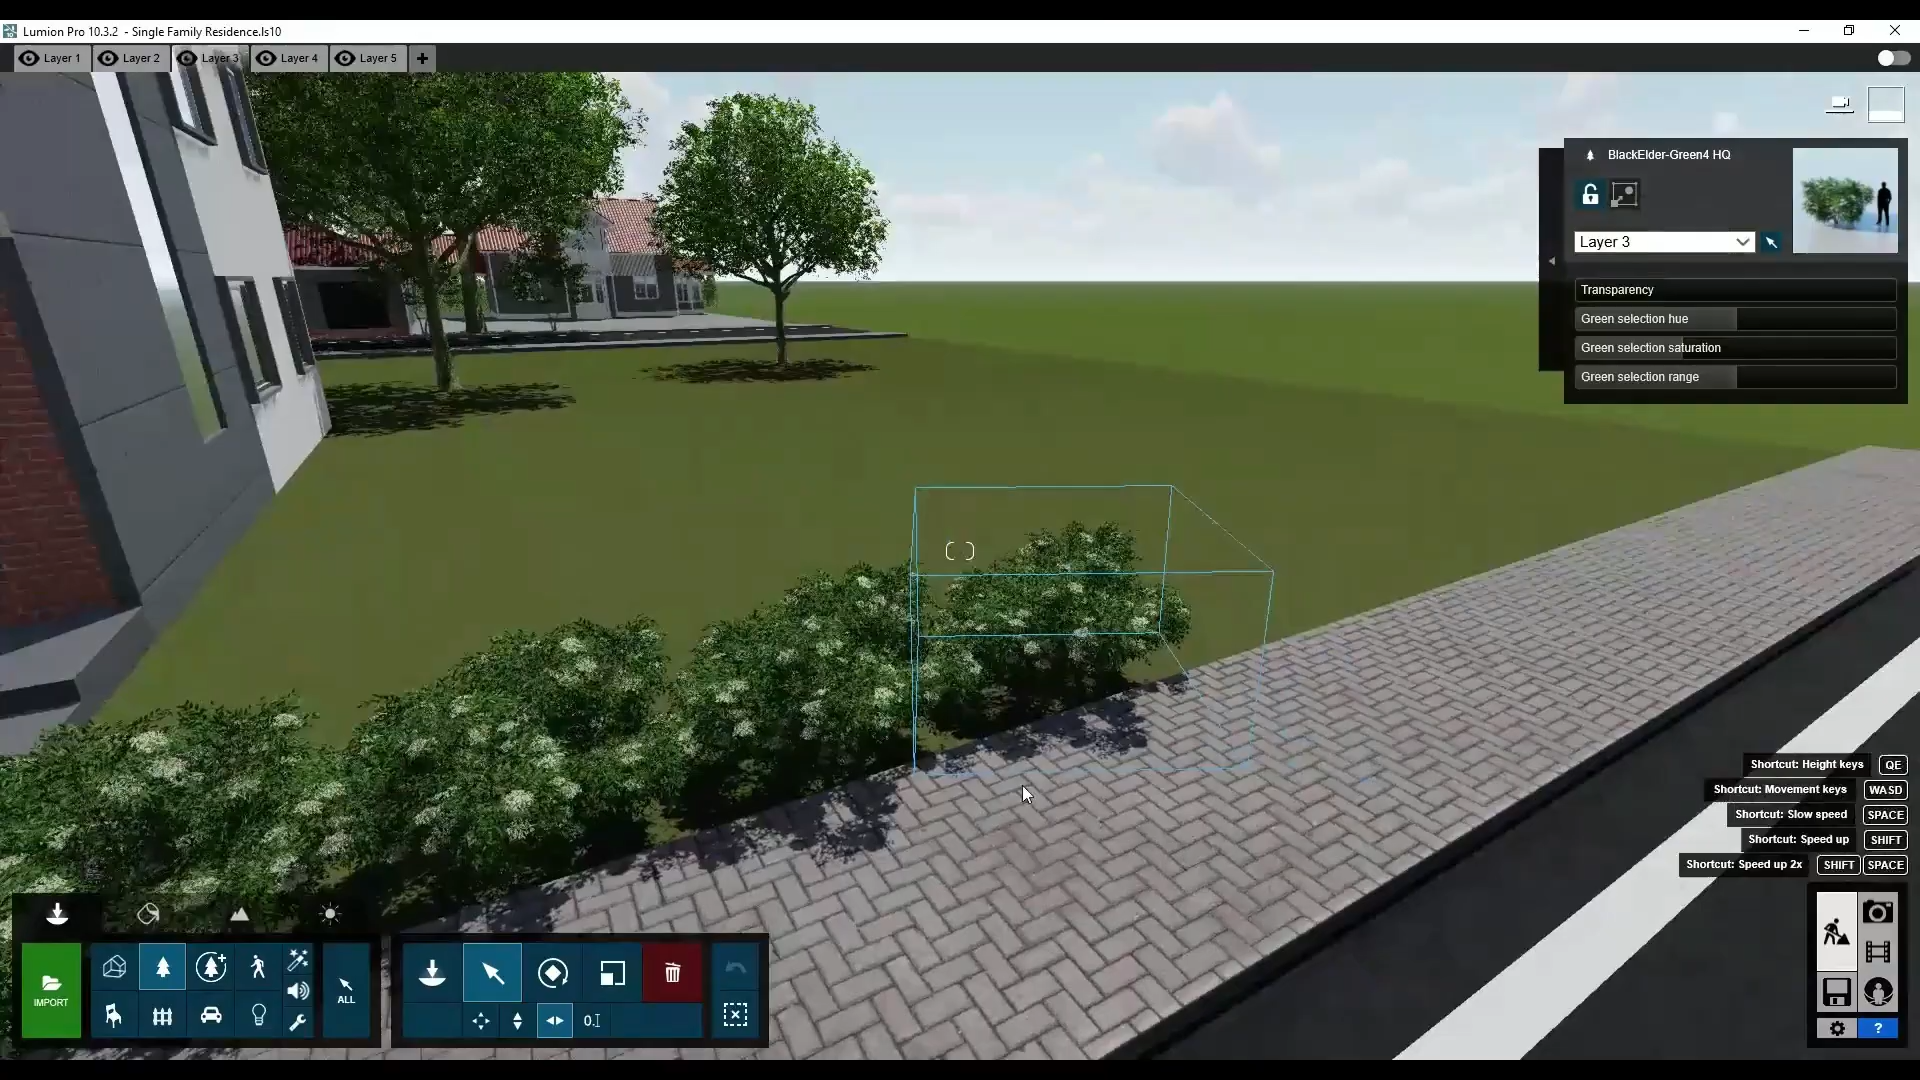 Lumion Pro 10.3.2 - Single Family Residence.ls10
Layer 1
Layer 2
Layer 3
Layer 4
Layer 5
BlackElder-Green4 HQ
Layer 3
Transparency
Green selection hue
Green selection saturation
Green selection range
Shortcut: Height keys QE
Shortcut: Movement keys WASD
Shortcut: Slow speed SPACE
Shortcut: Speed up SHIFT
Shortcut: Speed up 2x SHIFT SPACE
IMPORT
ALL
0.
?